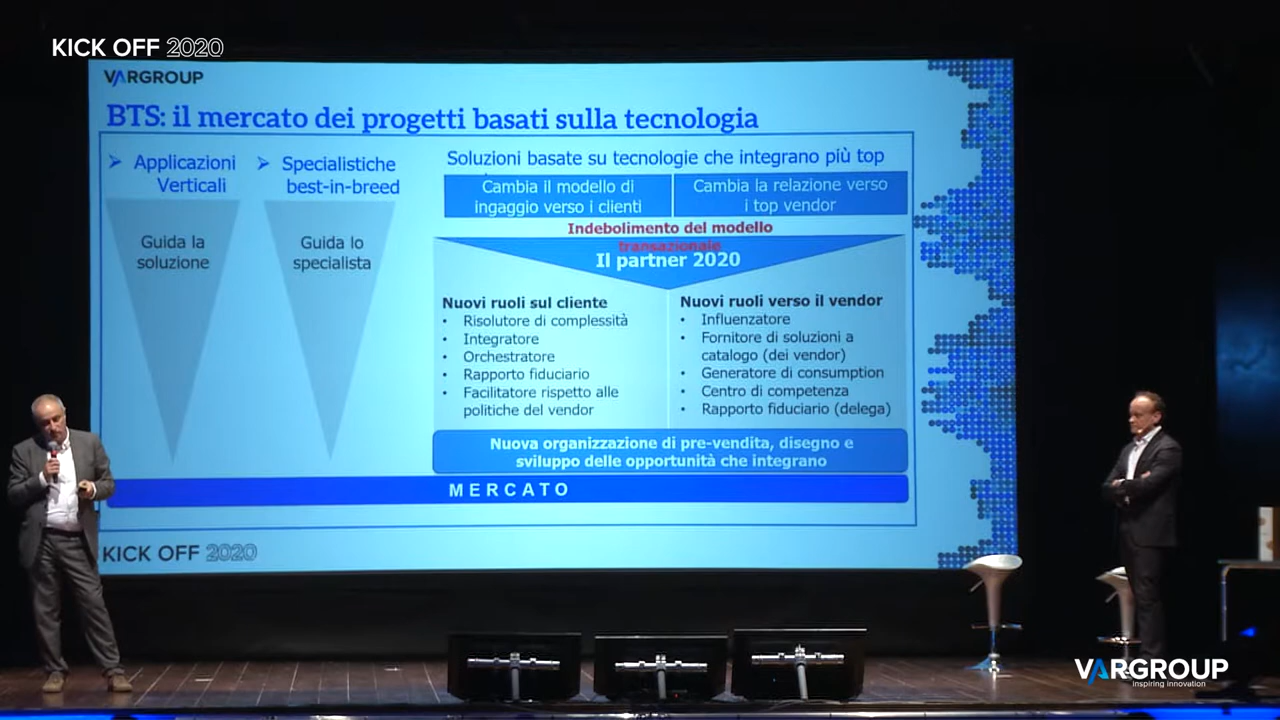 KICK OFF 2020
VARGROUP
BTS: il mercato dei progetti basati sulla tecnologia
➢ Applicazioni
Verticali
➢ Specialistiche
best-in-breed
Guida la
soluzione
Guida lo
specialista
Soluzioni basate su tecnologie che integrano più top
Cambia il modello di
ingaggio verso i clienti
Cambia la relazione verso
i top vendor
Indebolimento del modello
transazionale
Il partner 2020
Nuovi ruoli sul cliente
• Risolutore di complessità
• Integratore
• Orchestratore
• Rapporto fiduciario
• Facilitatore rispetto alle
politiche del vendor
Nuovi ruoli verso il vendor
• Influenzatore
• Fornitore di soluzioni a
catalogo (dei vendor)
• Generatore di consumption
• Centro di competenza
• Rapporto fiduciario (delega)
Nuova organizzazione di pre-vendita, disegno e
sviluppo delle opportunità che integrano
MERCATO
KICK OFF 2020
VARGROUP
inspiring innovation